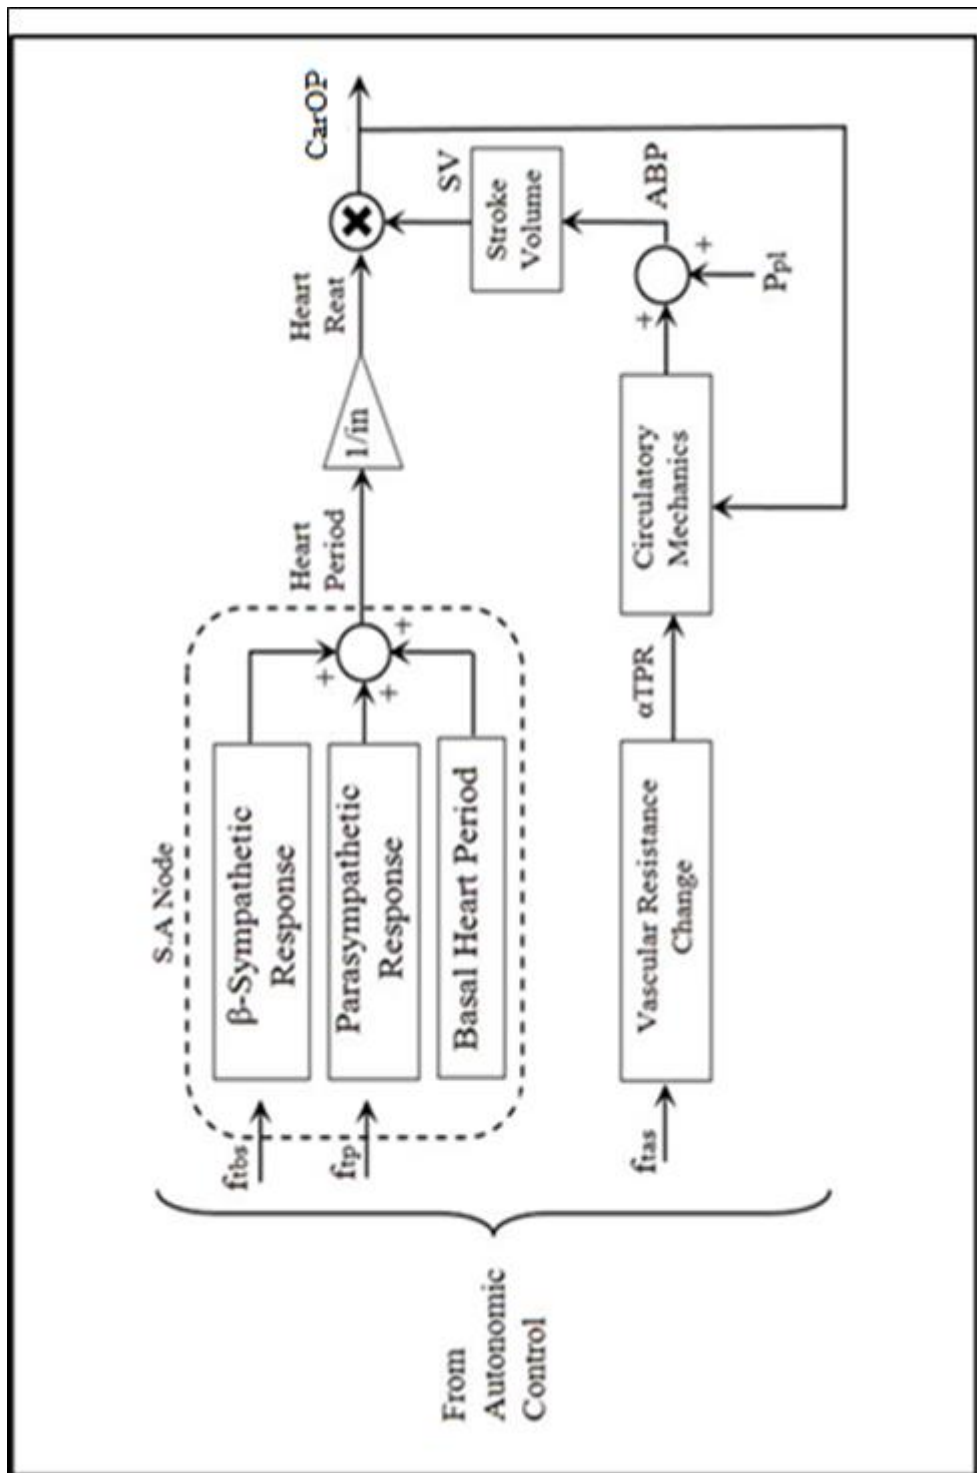 From
Autonomic
Control
ftbs
ftp
ftas
S.A Node
β-Sympathetic
Response
Parasympathetic
Response
Basal Heart Period
+
+
+
Heart
Period
1/in
Heart
Reat
CarOP
Vascular Resistance
Change
αTPR
Circulatory
Mechanics
+
+
Ppl
ABP
Stroke
Volume
SV